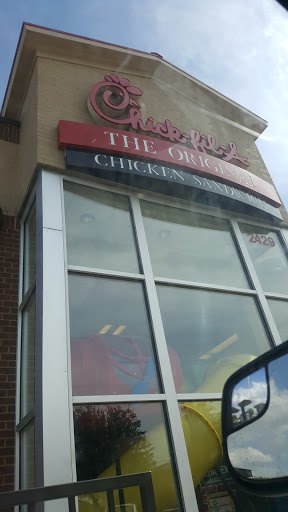 Chick-fil-A
THE ORIGINAL
CHICKEN SANDWICH
2429